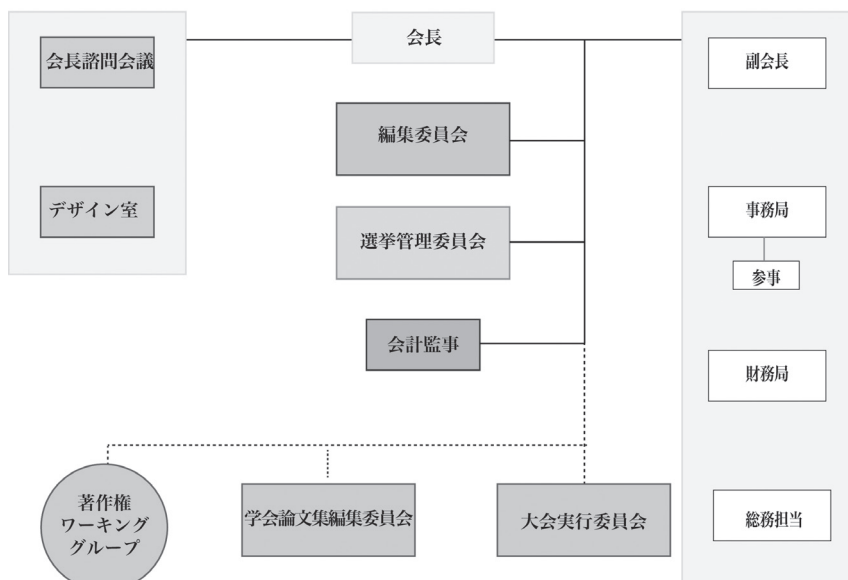 会長
会長諮問会議
副会長
編集委員会
デザイン室
事務局
選挙管理委員会
参事
会計監事
財務局
著作権
ワーキング
グループ
学会論文集編集委員会
大会実行委員会
総務担当